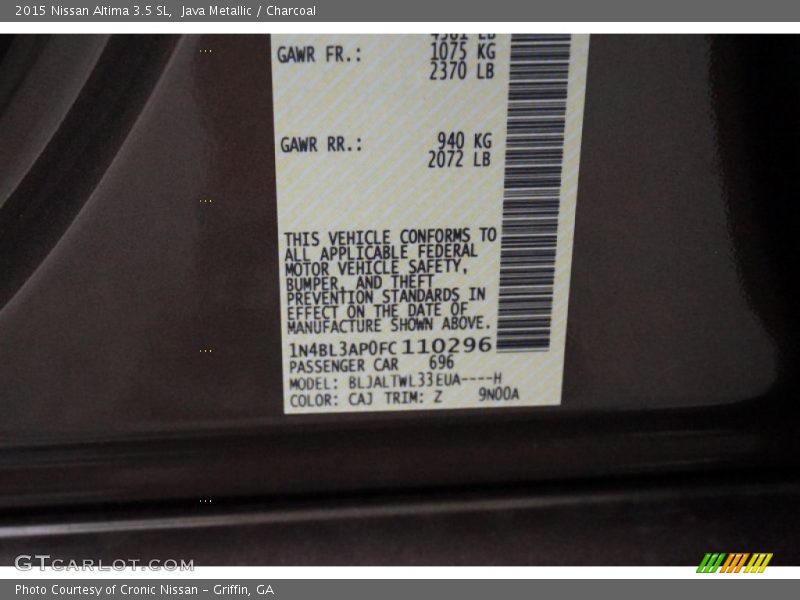 2015 Nissan Altima 3.5 SL, Java Metallic / Charcoal
GAWR FR.: 1075 KG
2370 LB
GAWR RR.: 940 KG
2072 LB
THIS VEHICLE CONFORMS TO
ALL APPLICABLE FEDERAL
MOTOR VEHICLE SAFETY,
BUMPER, AND THEFT
PREVENTION STANDARDS IN
EFFECT ON THE DATE OF
MANUFACTURE SHOWN ABOVE.
1N4BL3AP0FC110296
PASSENGER CAR 696
MODEL: BLJALTWL33EUA----H
COLOR: CAJ TRIM: Z 9N00A
GTCARLOT.COM
Photo Courtesy of Cronic Nissan - Griffin, GA